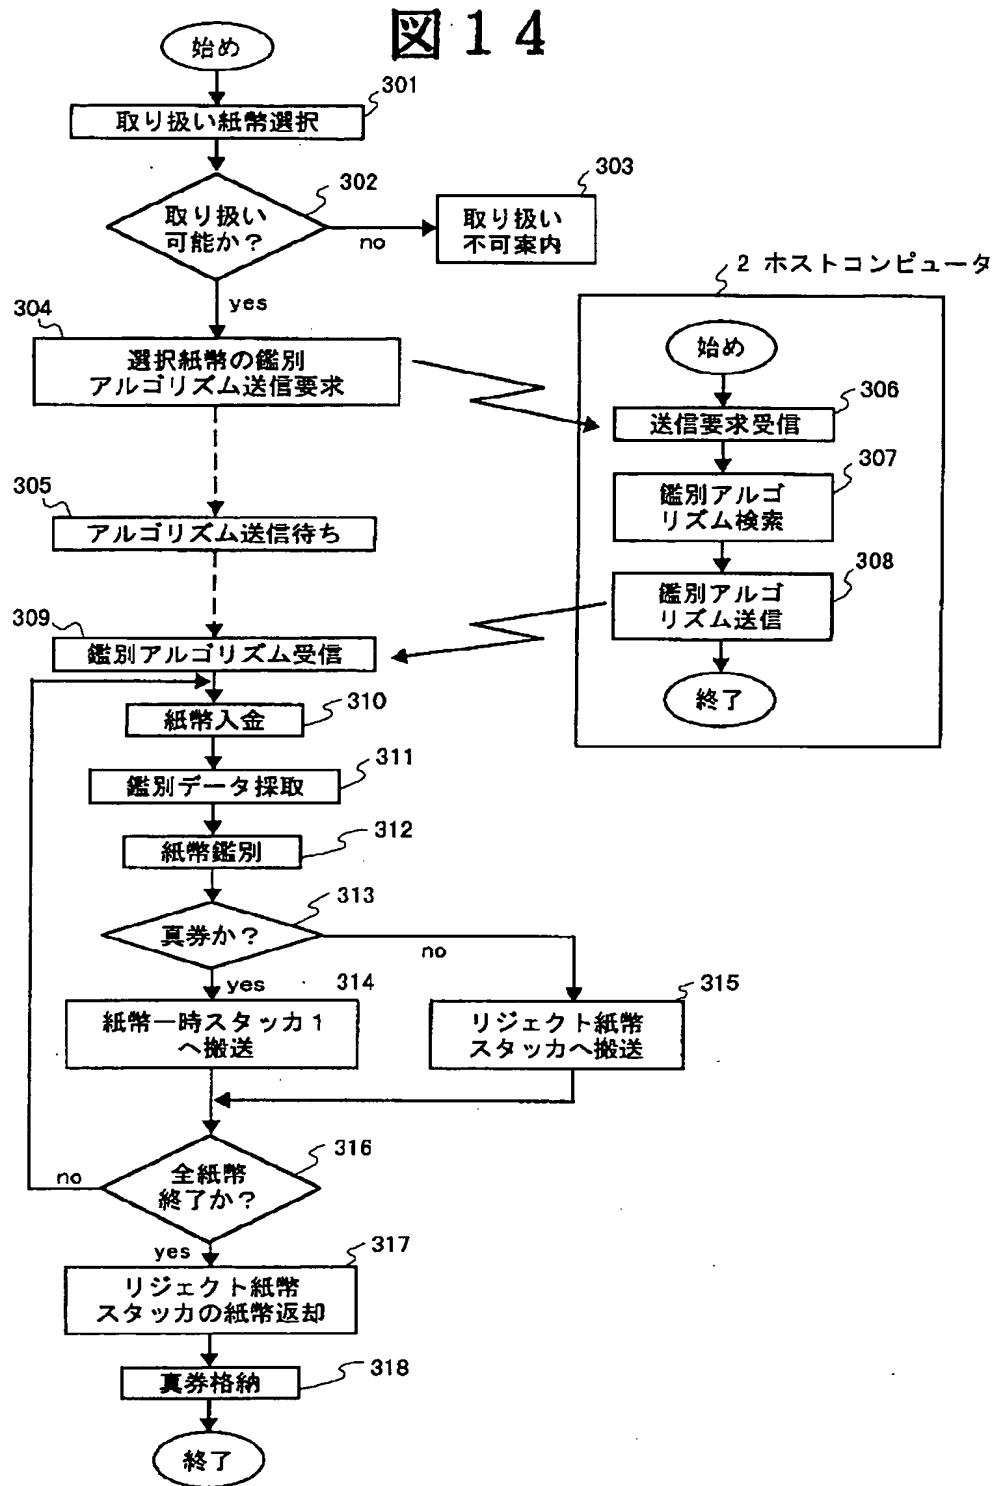 図14
始め
301
取り扱い紙幣選択
302
取り扱い
可能か？
no
303
取り扱い
不可案内
yes
304
選択紙幣の鑑別
アルゴリズム送信要求
305
アルゴリズム送信待ち
2 ホストコンピュータ
始め
306
送信要求受信
307
鑑別アルゴ
リズム検索
308
鑑別アルゴ
リズム送信
終了
309
鑑別アルゴリズム受信
310
紙幣入金
311
鑑別データ採取
312
紙幣鑑別
313
真券か？
no
yes
314
紙幣一時スタッカ1
へ搬送
315
リジェクト紙幣
スタッカへ搬送
316
全紙幣
終了か？
no
yes
317
リジェクト紙幣
スタッカの紙幣返却
318
真券格納
終了